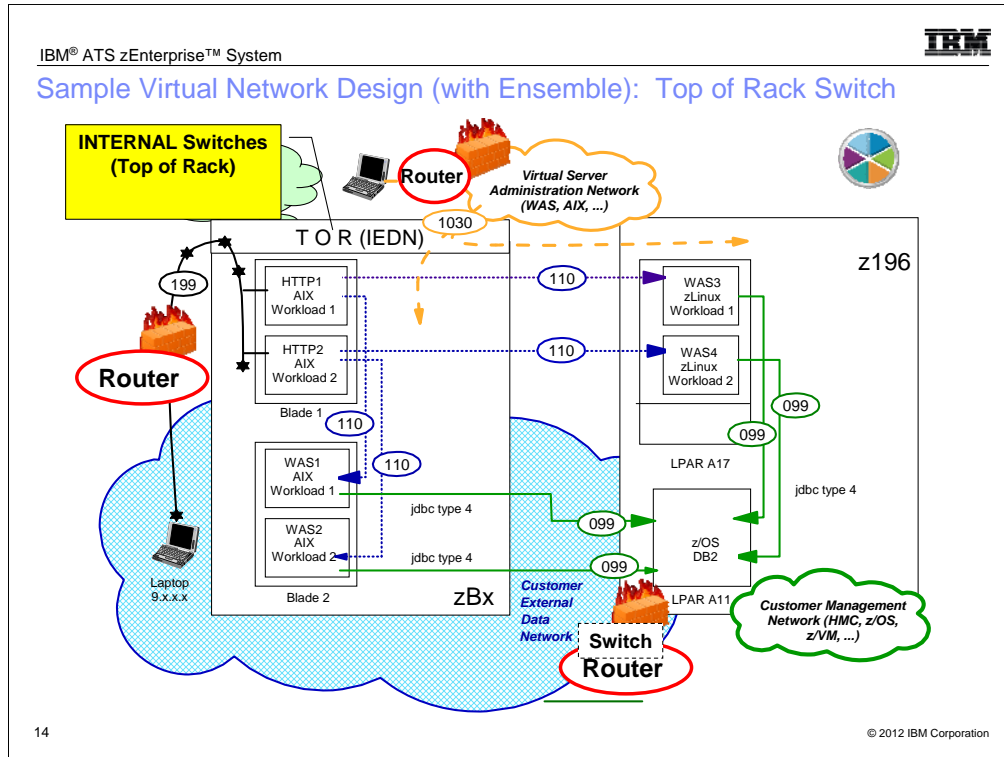 IBM® ATS zEnterprise™ System
IBM
Sample Virtual Network Design (with Ensemble): Top of Rack Switch
INTERNAL Switches
(Top of Rack)
Router
Virtual Server
Administration Network
(WAS, AIX, ...)
1030
T O R (IEDN)
z196
199
HTTP1
AIX
Workload 1
110
WAS3
zLinux
Workload 1
HTTP2
AIX
Workload 2
110
WAS4
zLinux
Workload 2
Router
Blade 1
099
110
099
110
LPAR A17
WAS1
AIX
Workload 1
jdbc type 4
jdbc type 4
099
WAS2
AIX
Workload 2
jdbc type 4
z/OS
DB2
099
Laptop
9.x.x.x
Blade 2
zBx
Customer
External
Data
Network
LPAR A11
Customer Management
Network (HMC, z/OS,
z/VM, ...)
Switch
Router
14
© 2012 IBM Corporation